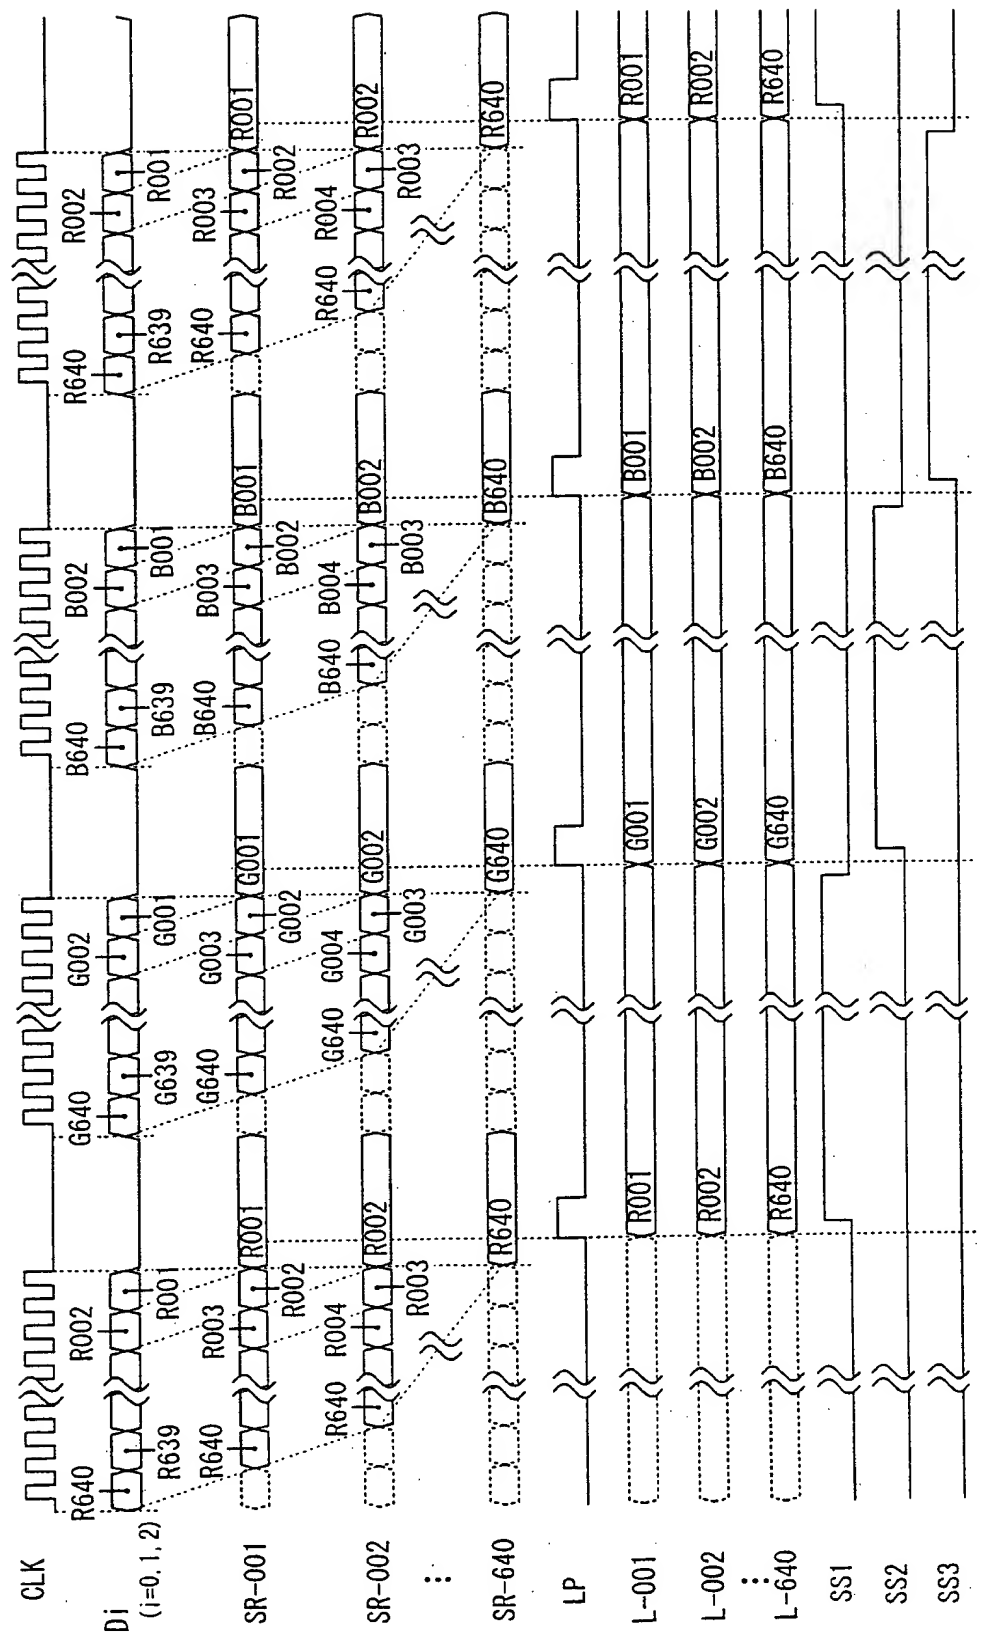 CLK
R640 R002 G640 G002 B640 B002 R640 R002
Di
(i=0, 1, 2)
R639 R001 G639 G001 B639 B001 R639 R001
R640 R003 G640 G003 B640 B003 R640 R003
SR-001 R001 G001 B001 R001
R002 G002 B002 R002
R640 R004 G640 G004 B640 B004 R640 R004
SR-002 R002 G002 B002 R002
R003 G003 B003 R003
SR-640 R640 G640 B640 R640
LP
L-001 R001 G001 B001 R001
L-002 R002 G002 B002 R002
L-640 R640 G640 B640 R640
SS1
SS2
SS3